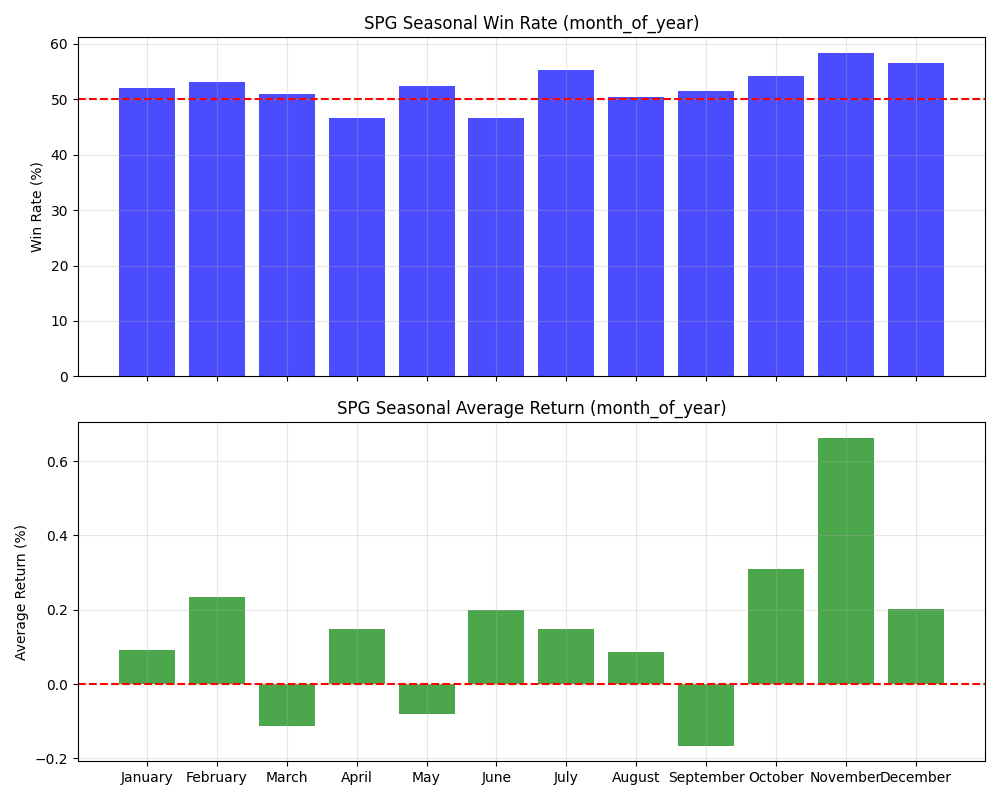 SPG Seasonal Win Rate (month_of_year)
Win Rate (%)
60
50
40
30
20
10
0
SPG Seasonal Average Return (month_of_year)
Average Return (%)
0.6
0.4
0.2
0.0
−0.2
January February March April May June July August September October November December